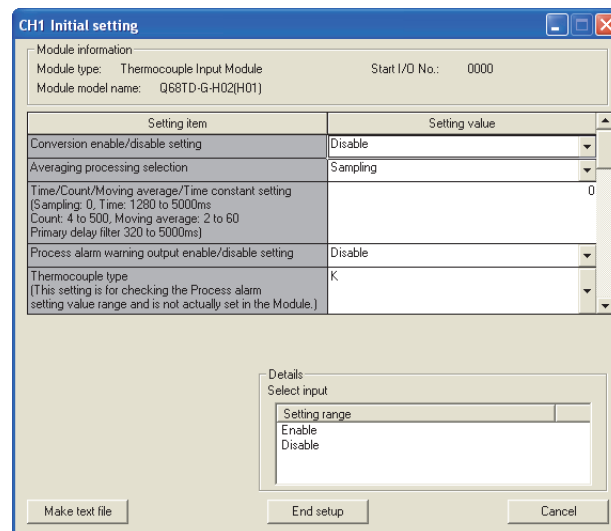 CH1 Initial setting
Module information
Module type: Thermocouple Input Module Start I/O No.: 0000
Module model name: Q68TD-G-H02(H01)
Setting item Setting value
Conversion enable/disable setting Disable
Averaging processing selection Sampling
Time/Count/Moving average/Time constant setting 0
(Sampling: 0, Time: 1280 to 5000ms
Count: 4 to 500, Moving average: 2 to 60
Primary delay filter 320 to 5000ms)
Process alarm warning output enable/disable setting Disable
Thermocouple type K
(This setting is for checking the Process alarm
setting value range and is not actually set in the Module.)
Details
Select input
Setting range
Enable
Disable
Make text file End setup Cancel